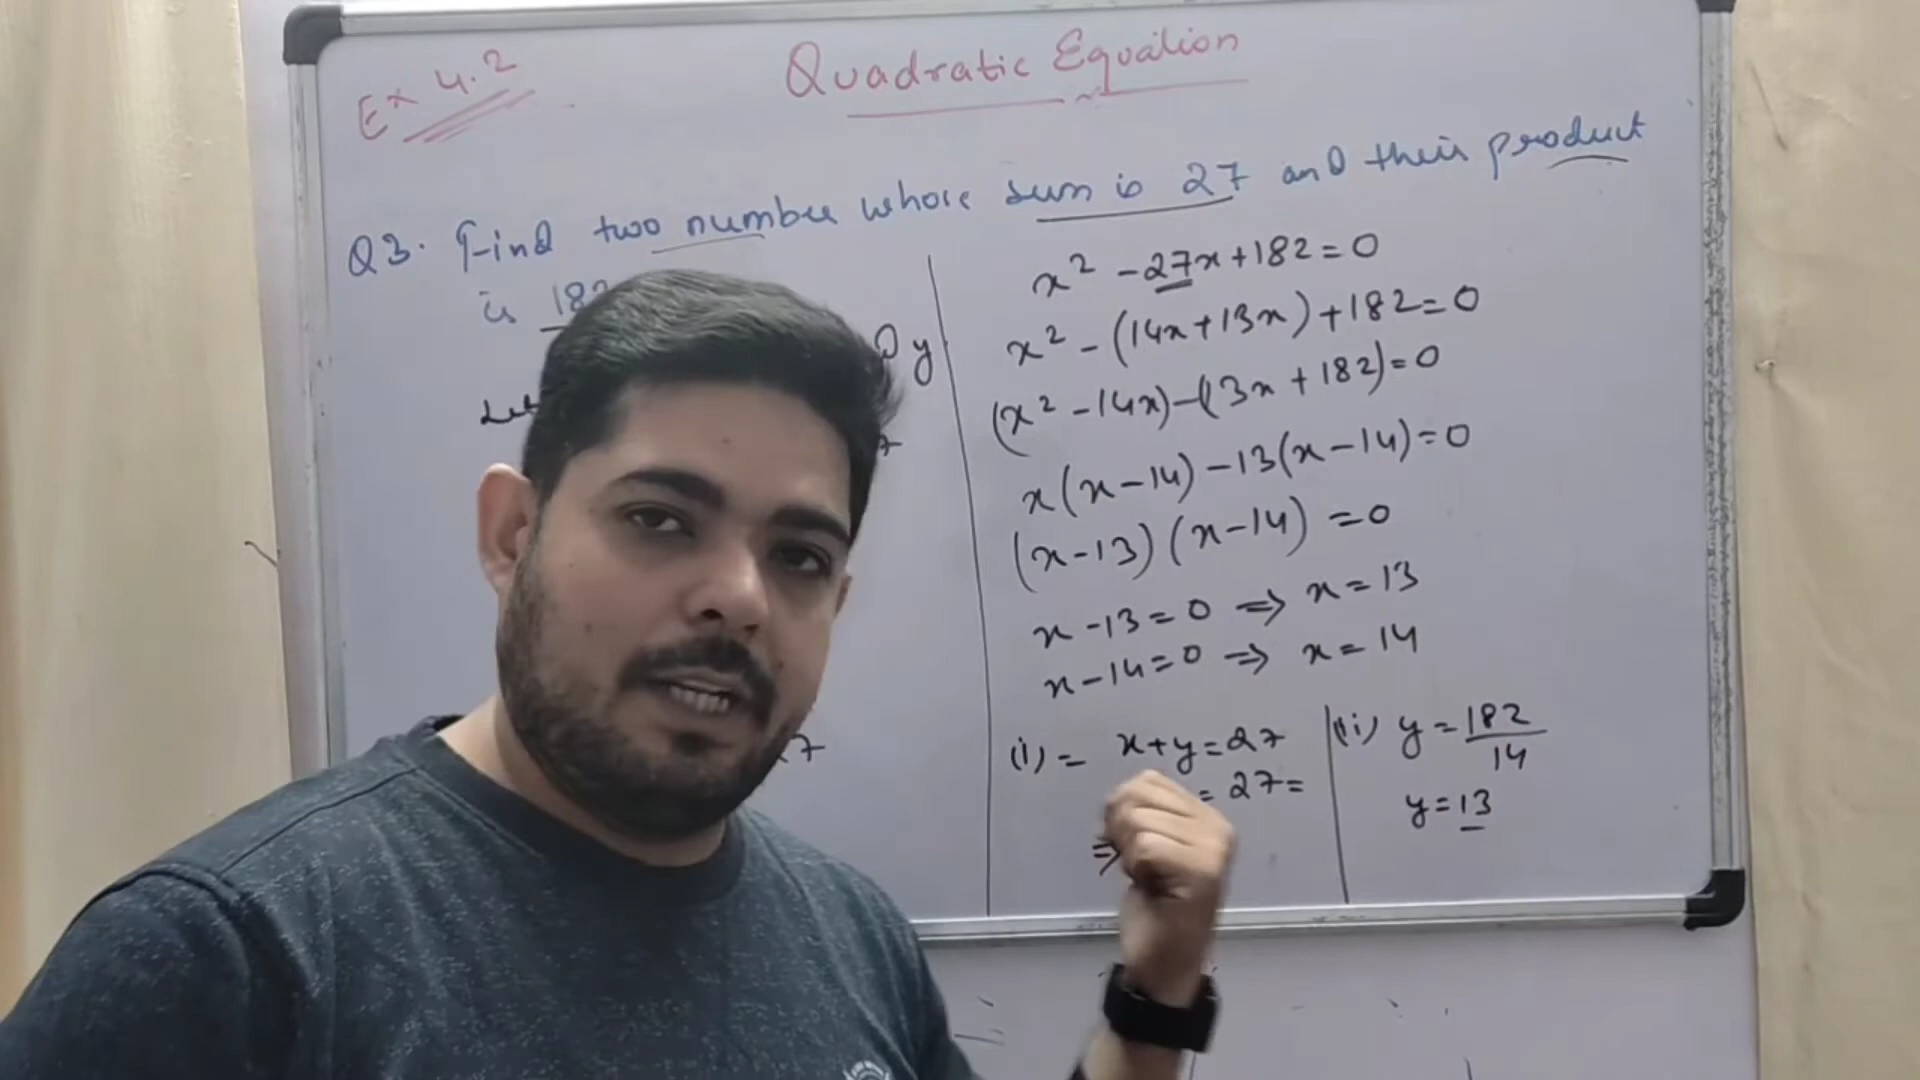 Ex 4.2
Quadratic Equation
Q3. Find two number whose sum is 27 and their product
is 182
Let
y
7
x² - 27x + 182 = 0
x² - (14x + 13x) + 182 = 0
(x² - 14x) - (13x + 182) = 0
x(x - 14) - 13(x - 14) = 0
(x - 13) (x - 14) = 0
x - 13 = 0 ⇒ x = 13
x - 14 = 0 ⇒ x = 14
(i) = x + y = 27
= 27 =
⇒
(ii) y = 182/14
y = 13